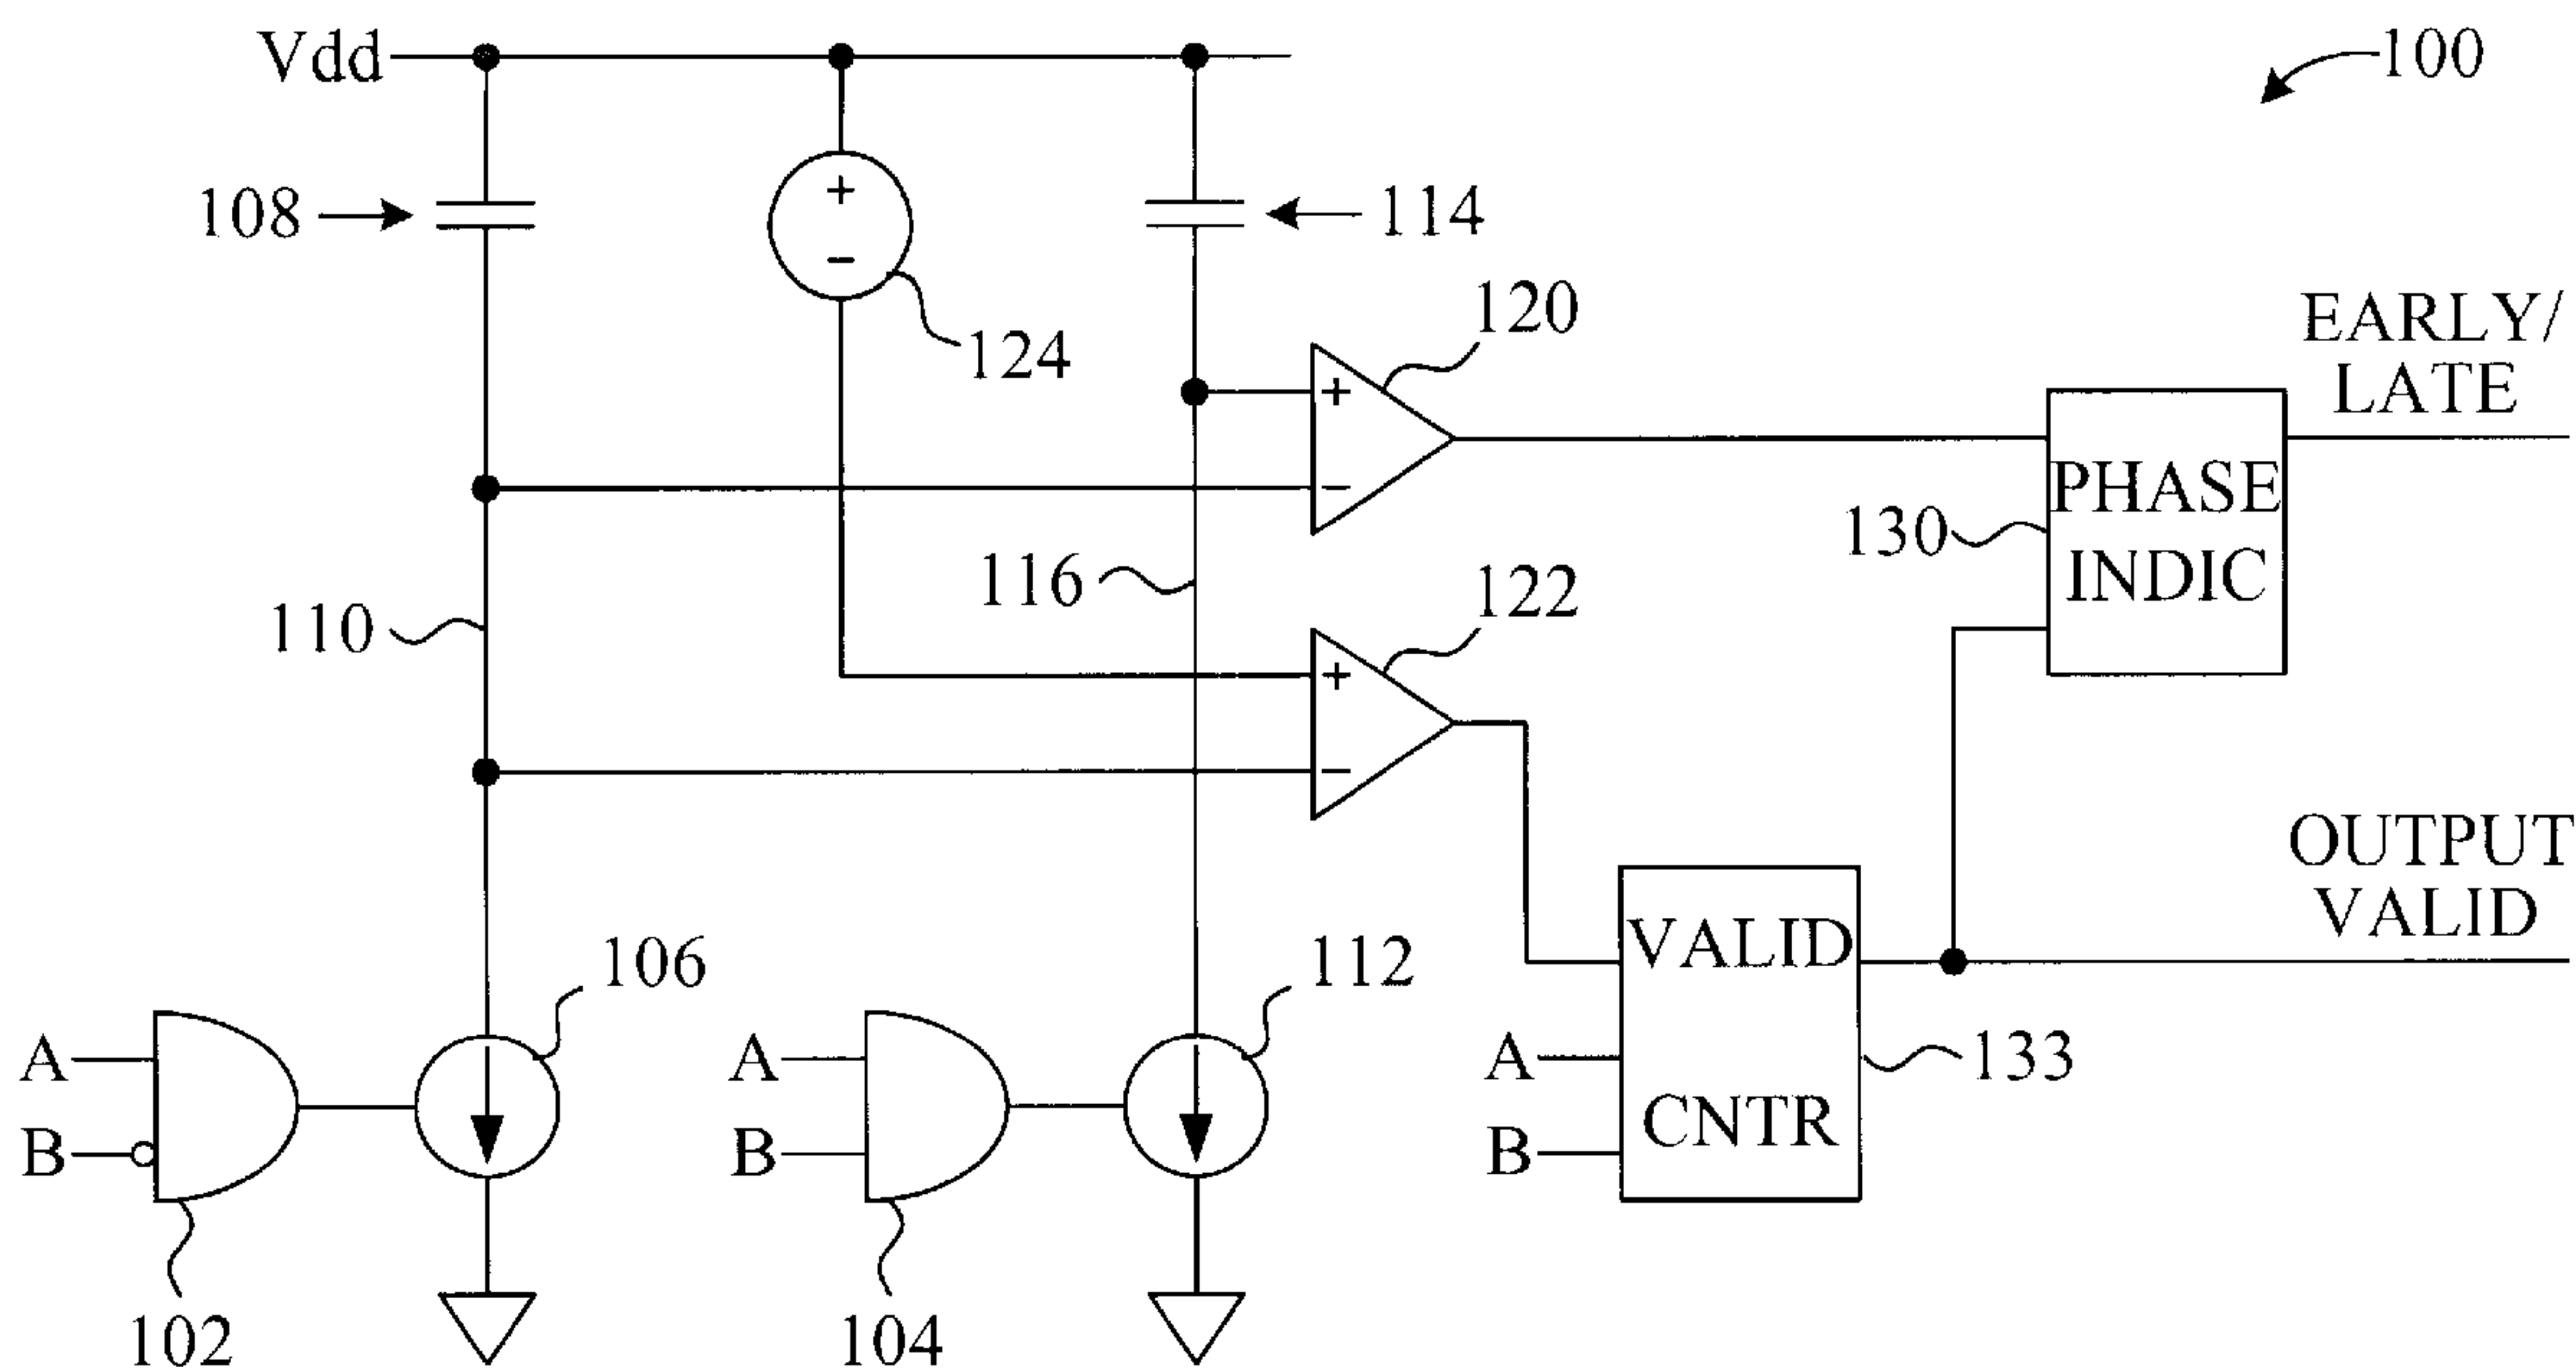 Vdd
100
108
114
124
120
EARLY/
LATE
PHASE
INDIC
130
116
122
110
OUTPUT
VALID
VALID
CNTR
106
112
A
B
A
B
A
B
133
102
104
+
−
+
−
+
−